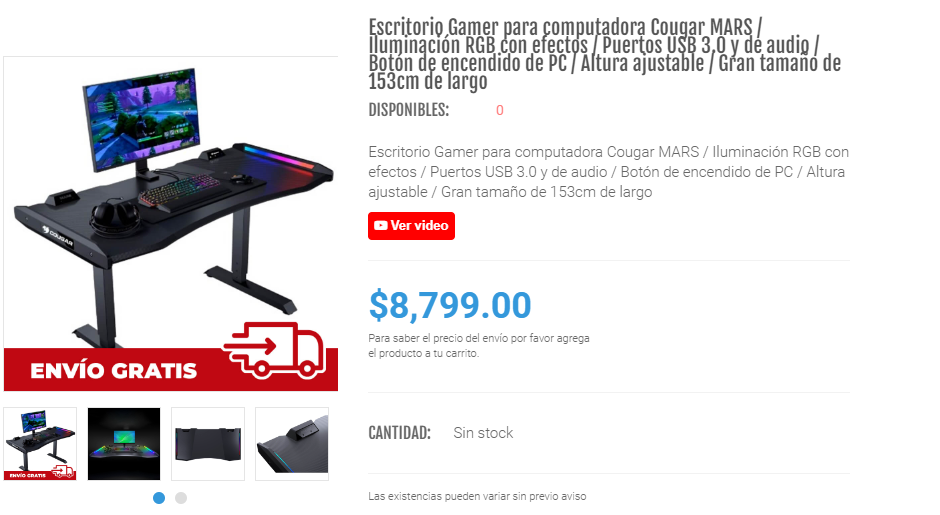 Escritorio Gamer para computadora Cougar MARS /
Iluminación RGB con efectos / Puertos USB 3.0 y de audio /
Botón de encendido de PC / Altura ajustable / Gran tamaño de
153cm de largo
DISPONIBLES: 0
Escritorio Gamer para computadora Cougar MARS / Iluminación RGB con
efectos / Puertos USB 3.0 y de audio / Botón de encendido de PC / Altura
ajustable / Gran tamaño de 153cm de largo
Ver video
$8,799.00
Para saber el precio del envío por favor agrega
el producto a tu carrito.
CANTIDAD: Sin stock
Las existencias pueden variar sin previo aviso
COUGAR
ENVÍO GRATIS
ENVÍO GRATIS